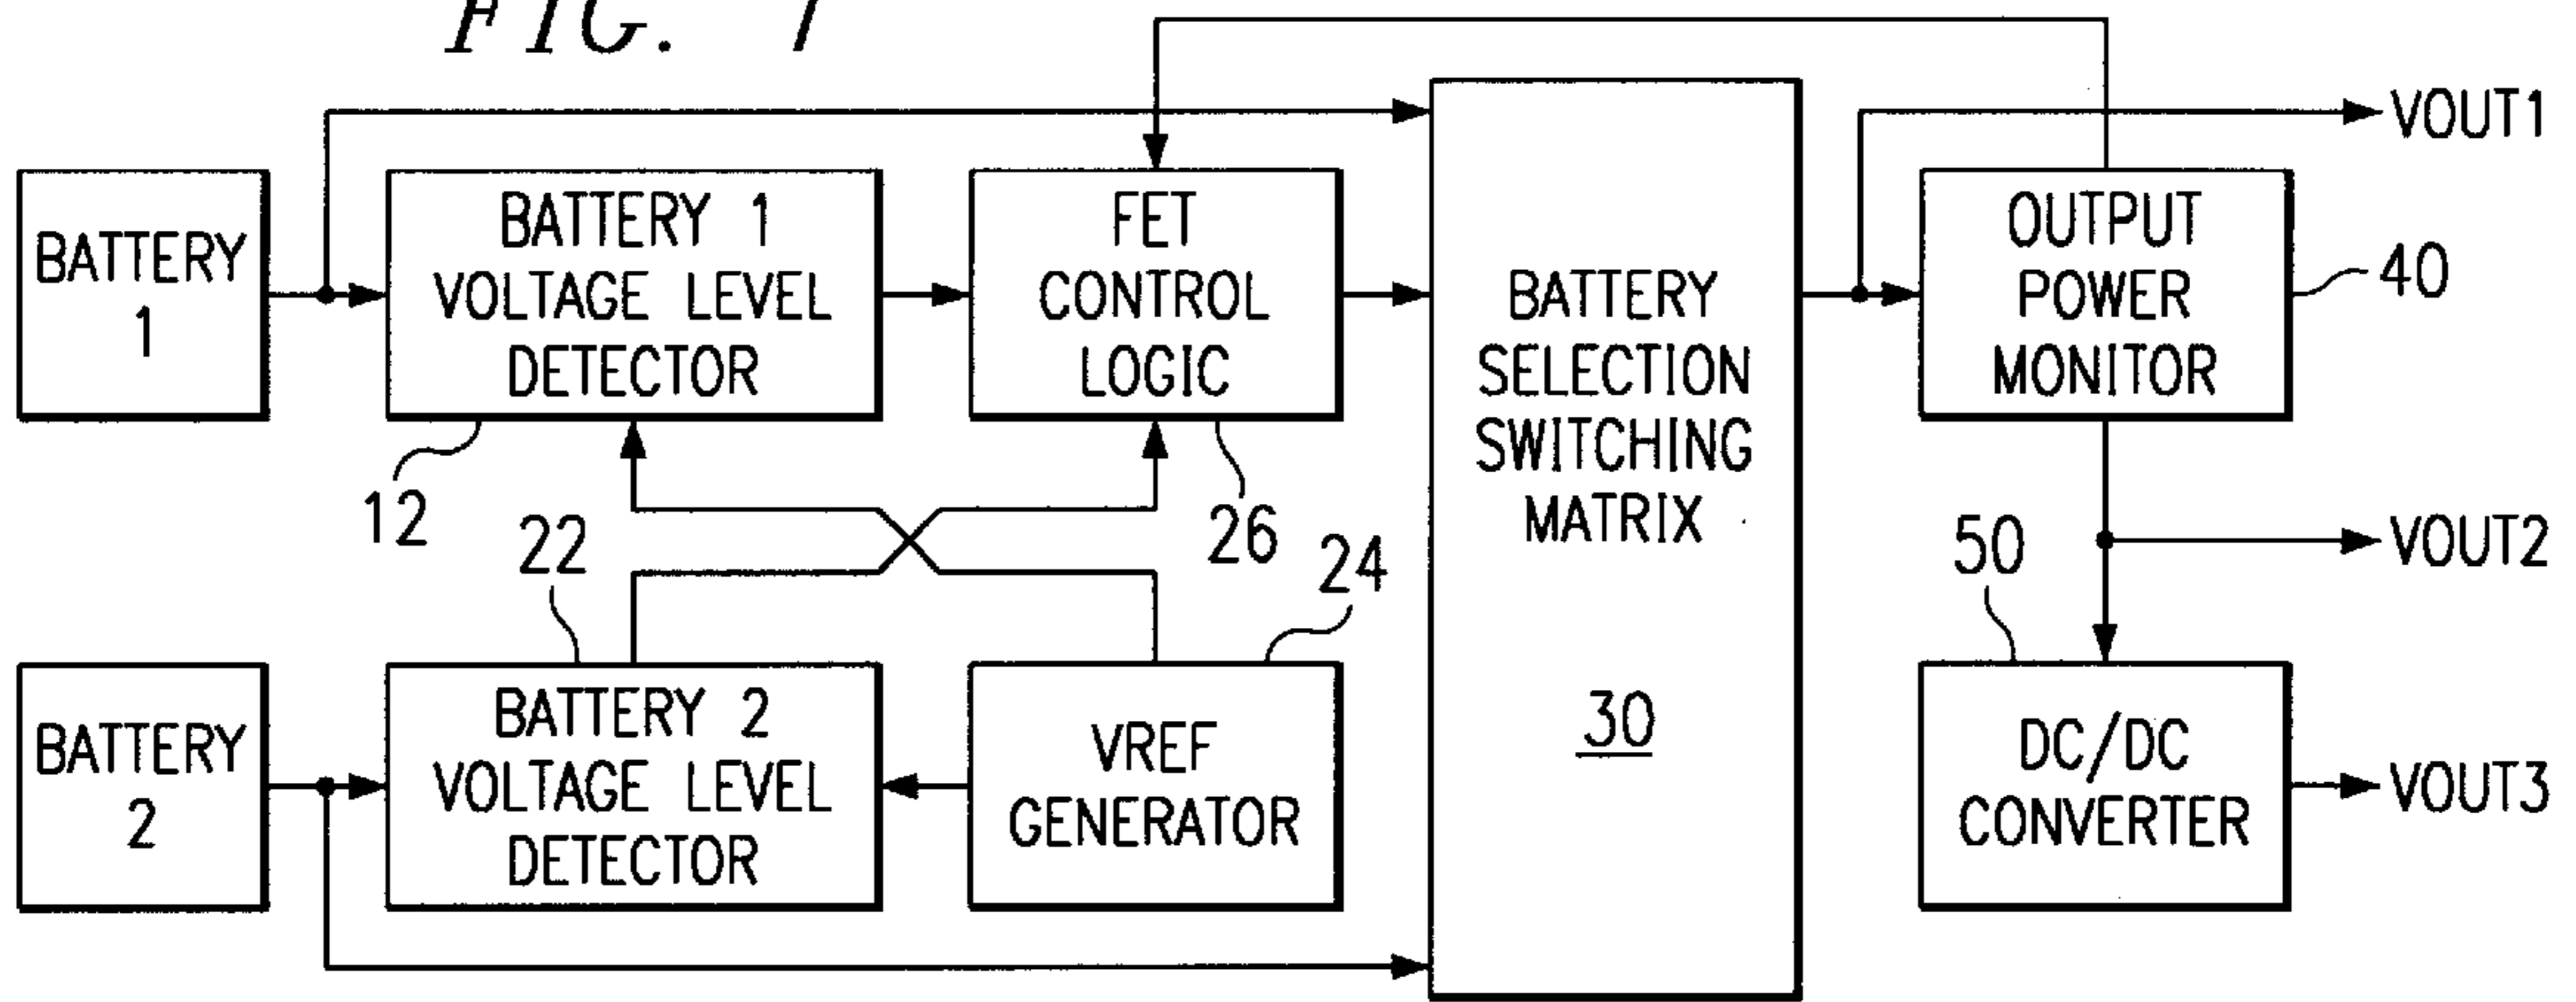 FIG. 1
BATTERY
1
BATTERY 1
VOLTAGE LEVEL
DETECTOR
12
FET
CONTROL
LOGIC
26
BATTERY
SELECTION
SWITCHING
MATRIX
30
OUTPUT
POWER
MONITOR
40
VOUT1
VOUT2
BATTERY
2
22
BATTERY 2
VOLTAGE LEVEL
DETECTOR
24
VREF
GENERATOR
50
DC/DC
CONVERTER
VOUT3